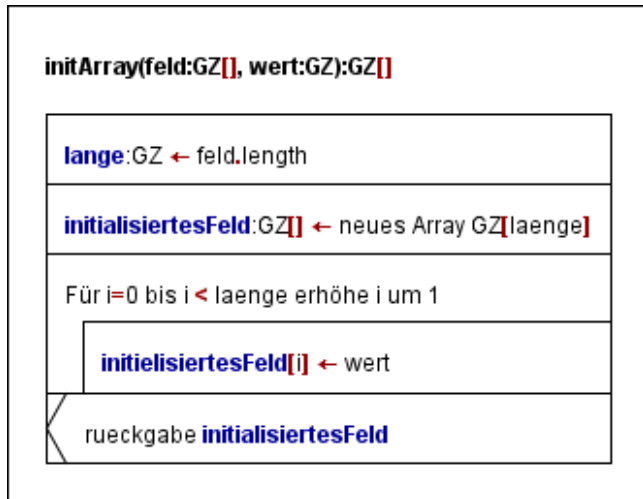 initArray(feld:GZ[], wert:GZ):GZ[]
lange:GZ ← feld.length
initialisiertesFeld:GZ[] ← neues Array GZ[laenge]
Für i=0 bis i < laenge erhöhe i um 1
initielisiertesFeld[i] ← wert
rueckgabe initialisiertesFeld